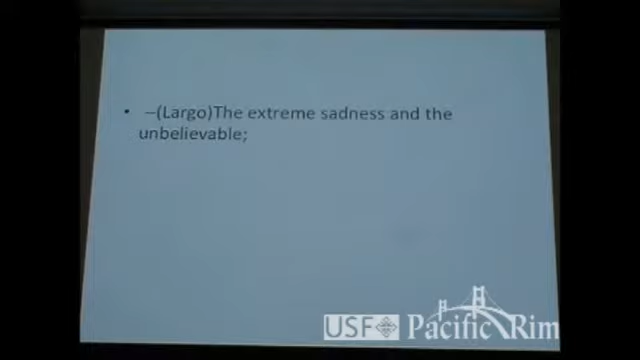 • –(Largo)The extreme sadness and the
unbelievable;
USF Pacific Rim